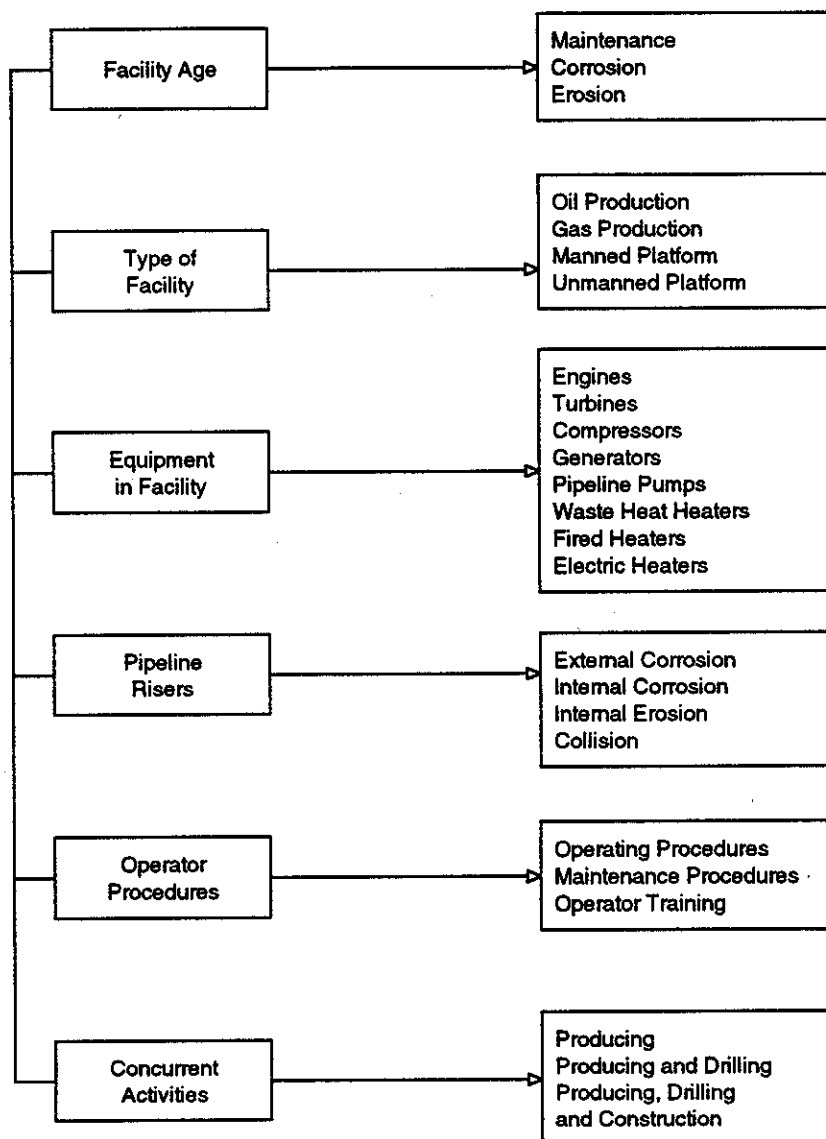 Facility Age
Maintenance
Corrosion
Erosion
Type of
Facility
Oil Production
Gas Production
Manned Platform
Unmanned Platform
Equipment
in Facility
Engines
Turbines
Compressors
Generators
Pipeline Pumps
Waste Heat Heaters
Fired Heaters
Electric Heaters
Pipeline
Risers
External Corrosion
Internal Corrosion
Internal Erosion
Collision
Operator
Procedures
Operating Procedures
Maintenance Procedures
Operator Training
Concurrent
Activities
Producing
Producing and Drilling
Producing, Drilling
and Construction